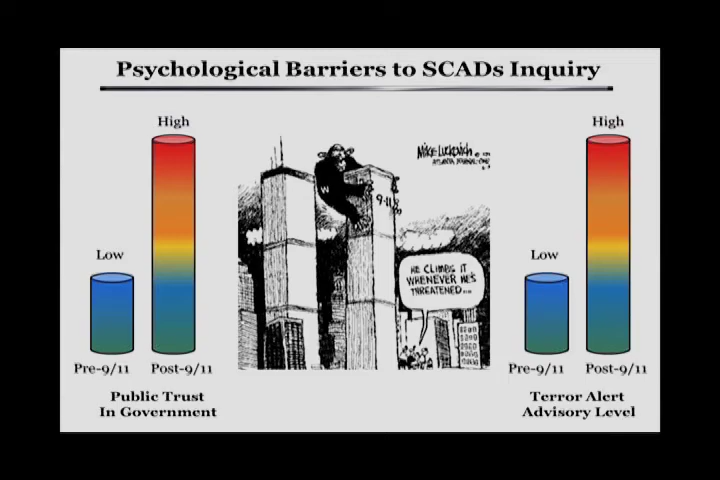 Psychological Barriers to SCADs Inquiry
High
Low
Pre-9/11 Post-9/11
Public Trust
In Government
MIKE LUCKOVICH
ATLANTA JOURNAL-CONST
W
9-11
HE CLIMBS IT
WHENEVER HE'S
THREATENED...
High
Low
Pre-9/11 Post-9/11
Terror Alert
Advisory Level